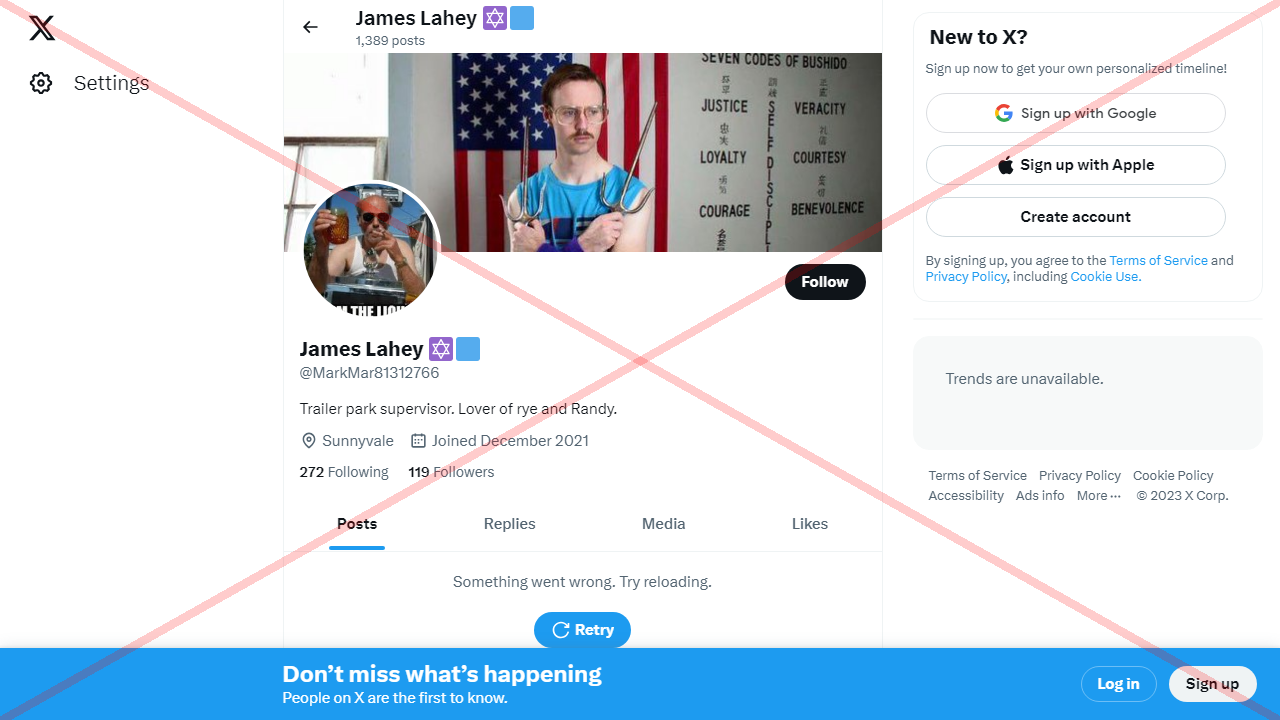 Settings
James Lahey
1,389 posts
SEVEN CODES OF BUSHIDO
JUSTICE
VERACITY
LOYALTY
COURTESY
COURAGE
BENEVOLENCE
SELF DISCIPL
Follow
James Lahey
@MarkMar81312766
Trailer park supervisor. Lover of rye and Randy.
Sunnyvale Joined December 2021
272 Following 119 Followers
Posts Replies Media Likes
Something went wrong. Try reloading.
Retry
New to X?
Sign up now to get your own personalized timeline!
Sign up with Google
Sign up with Apple
Create account
By signing up, you agree to the Terms of Service and
Privacy Policy, including Cookie Use.
Trends are unavailable.
Terms of Service Privacy Policy Cookie Policy
Accessibility Ads info More ··· © 2023 X Corp.
Don’t miss what’s happening
People on X are the first to know.
Log in Sign up